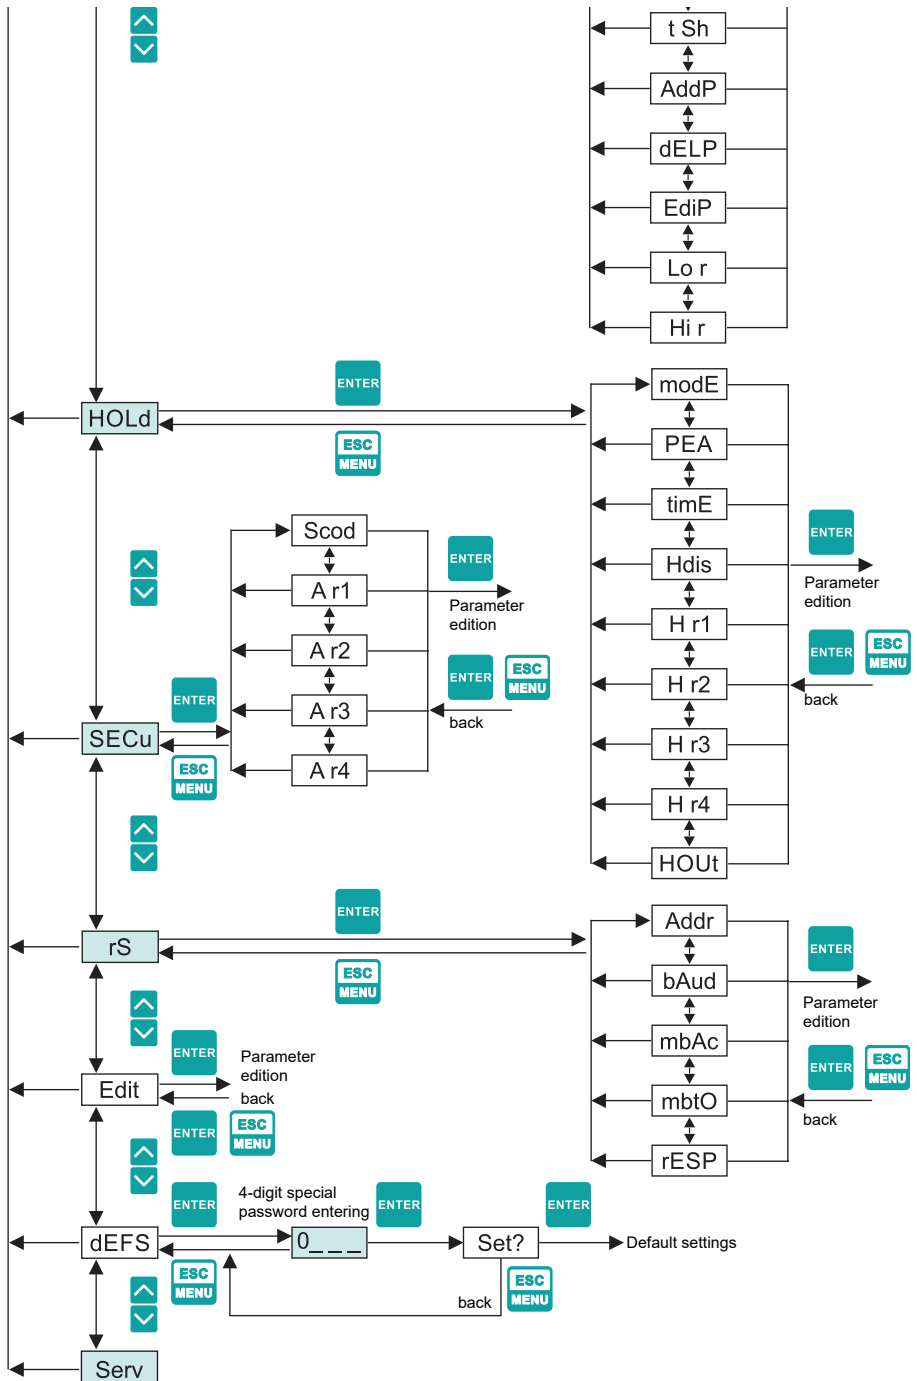 t Sh
AddP
dELP
EdiP
Lo r
Hi r
ENTER
HOLd
ESC
MENU
modE
PEA
timE
Hdis
H r1
H r2
H r3
H r4
HOUt
ENTER
Parameter
edition
ENTER
ESC
MENU
back
Scod
A r1
A r2
A r3
A r4
ENTER
Parameter
edition
ENTER
ESC
MENU
back
ENTER
SECu
ESC
MENU
ENTER
rS
ESC
MENU
Addr
bAud
mbAc
mbtO
rESP
ENTER
Parameter
edition
ENTER
ESC
MENU
back
ENTER
Parameter
edition
Edit
back
ENTER
ESC
MENU
ENTER
4-digit special
password entering
ENTER
ENTER
dEFS
0_ _ _
Set?
Default settings
ESC
MENU
back
ESC
MENU
Serv